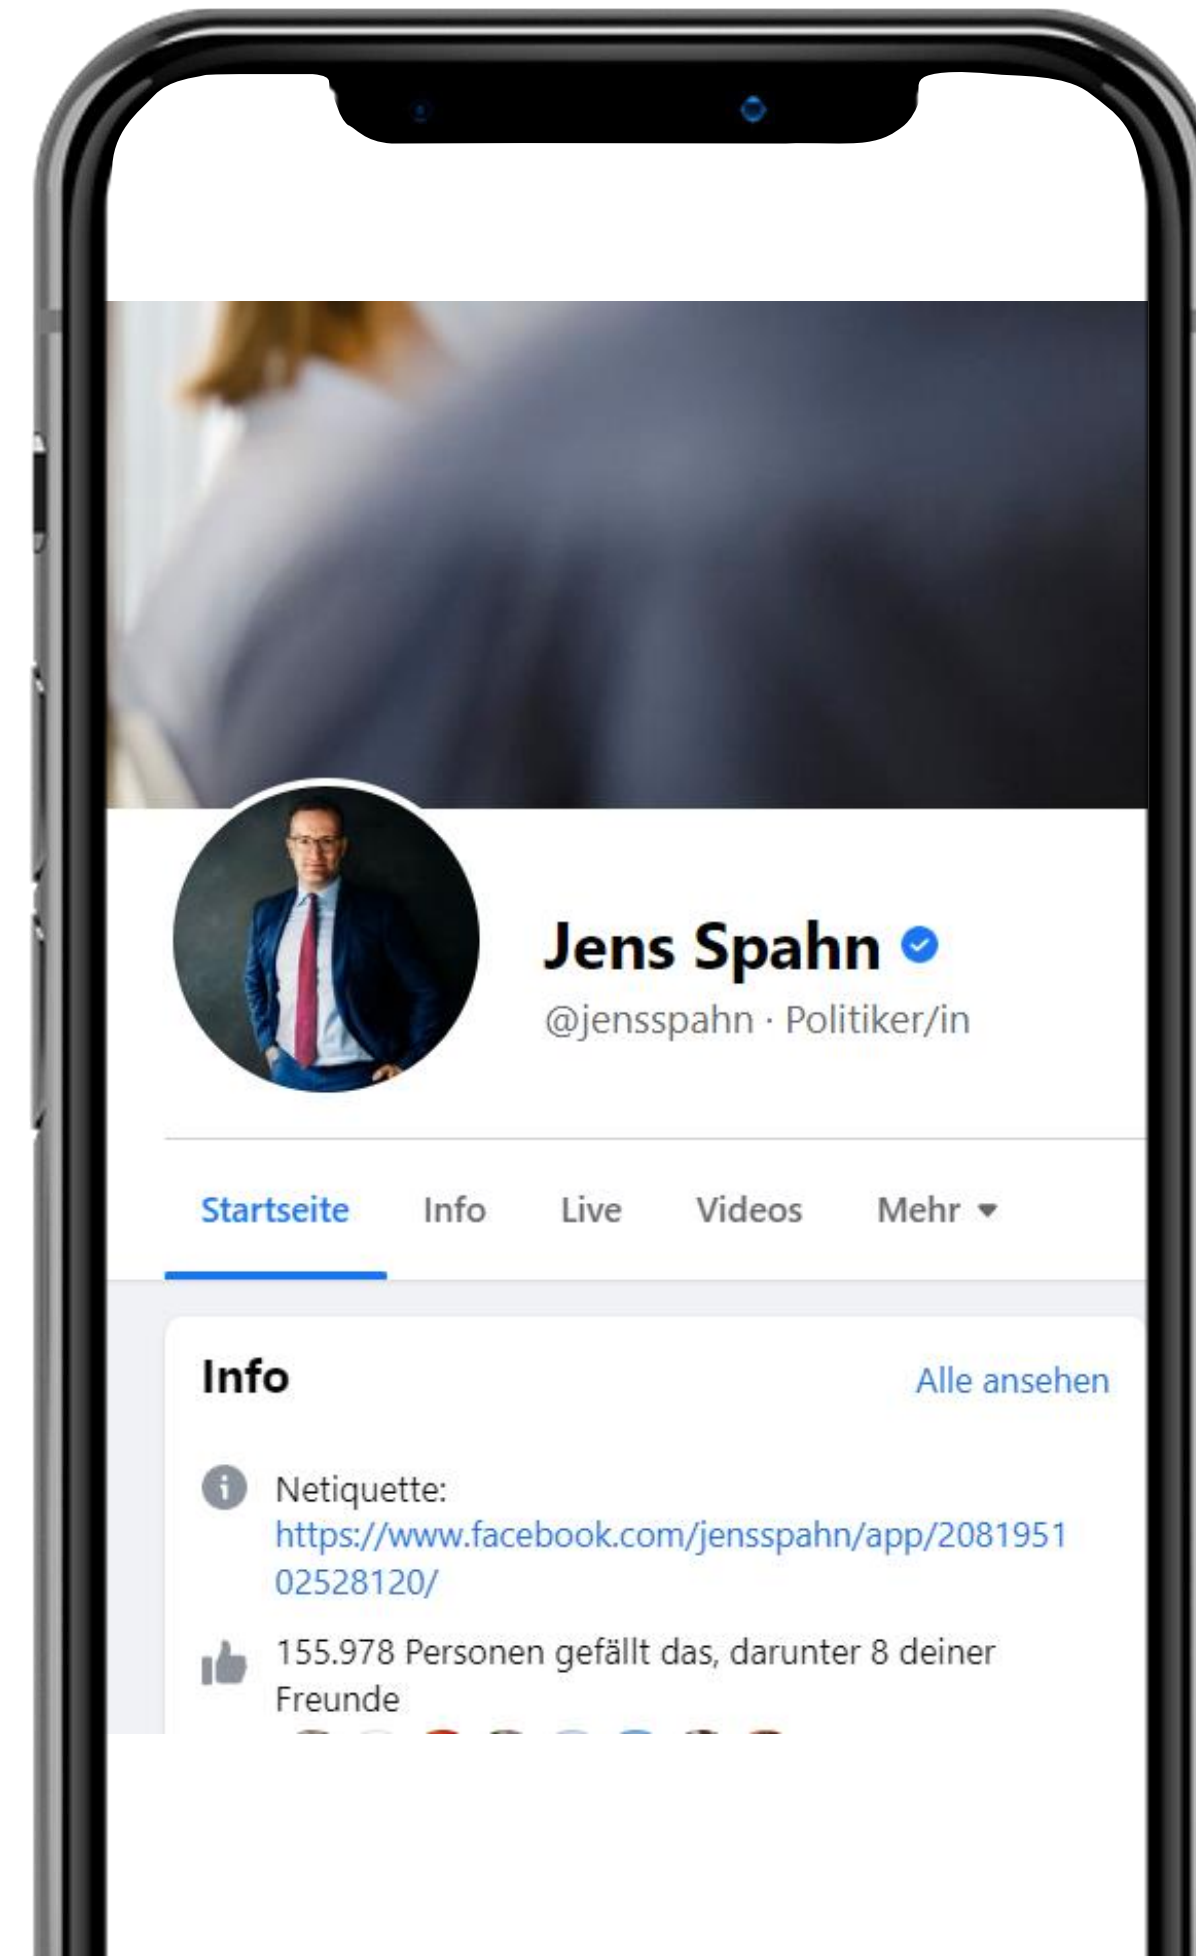 Jens Spahn
@jensspahn · Politiker/in
Startseite Info Live Videos Mehr
Info Alle ansehen
Netiquette:
https://www.facebook.com/jensspahn/app/2081951
02528120/
155.978 Personen gefällt das, darunter 8 deiner
Freunde